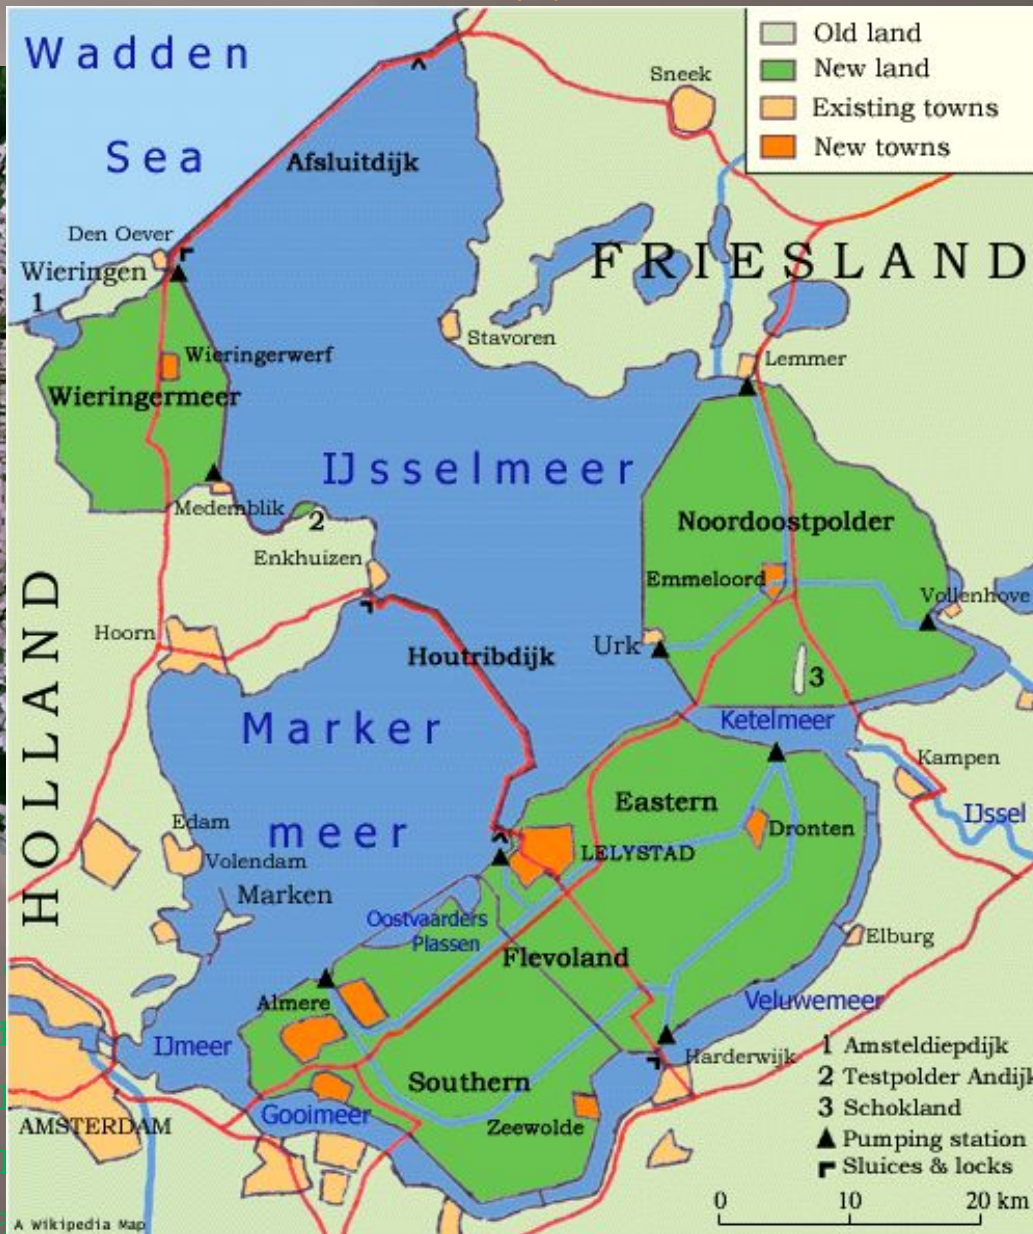 Wadden
Sea
Old land
New land
Existing towns
New towns
Sneek
Afsluitdijk
Den Oever
Wieringen
1
FRIESLAND
Stavoren
Wieringerwerf
Lemmer
Wieringermeer
IJsselmeer
Medemblik
2
Noordoostpolder
Enkhuizen
Emmeloord
Vollenhove
HOLLAND
Hoorn
Urk
Houtribdijk
3
Marker
meer
Ketelmeer
Kampen
IJssel
Eastern
Edam
Volendam
Dronten
LELYSTAD
Marken
Oostvaarders
Plassen
Elburg
Flevoland
Almere
Veluwemeer
IJmeer
Harderwijk
1 Amsteldiepdijk
2 Testpolder Andijk
3 Schokland
Pumping station
Sluices & locks
Southern
Gooimeer
AMSTERDAM
Zeewolde
0 10 20 km
A Wikipedia Map